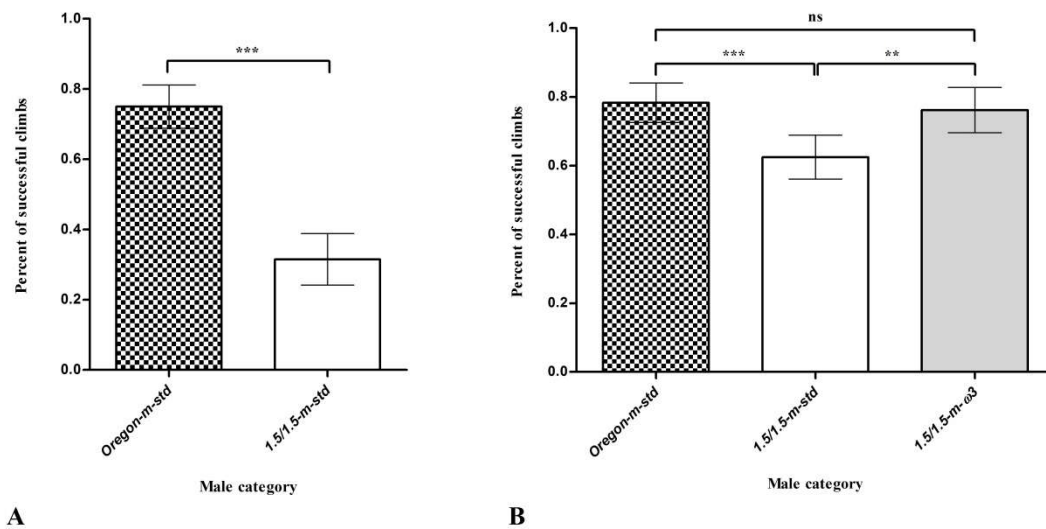 1.0
0.8
0.6
0.4
0.2
0.0
Percent of successful climbs
***
Oregon-m-std
1.5/1.5-m-std
Male category
A
1.0
0.8
0.6
0.4
0.2
0.0
Percent of successful climbs
ns
***
**
Oregon-m-std
1.5/1.5-m-std
1.5/1.5-m-ω3
Male category
B